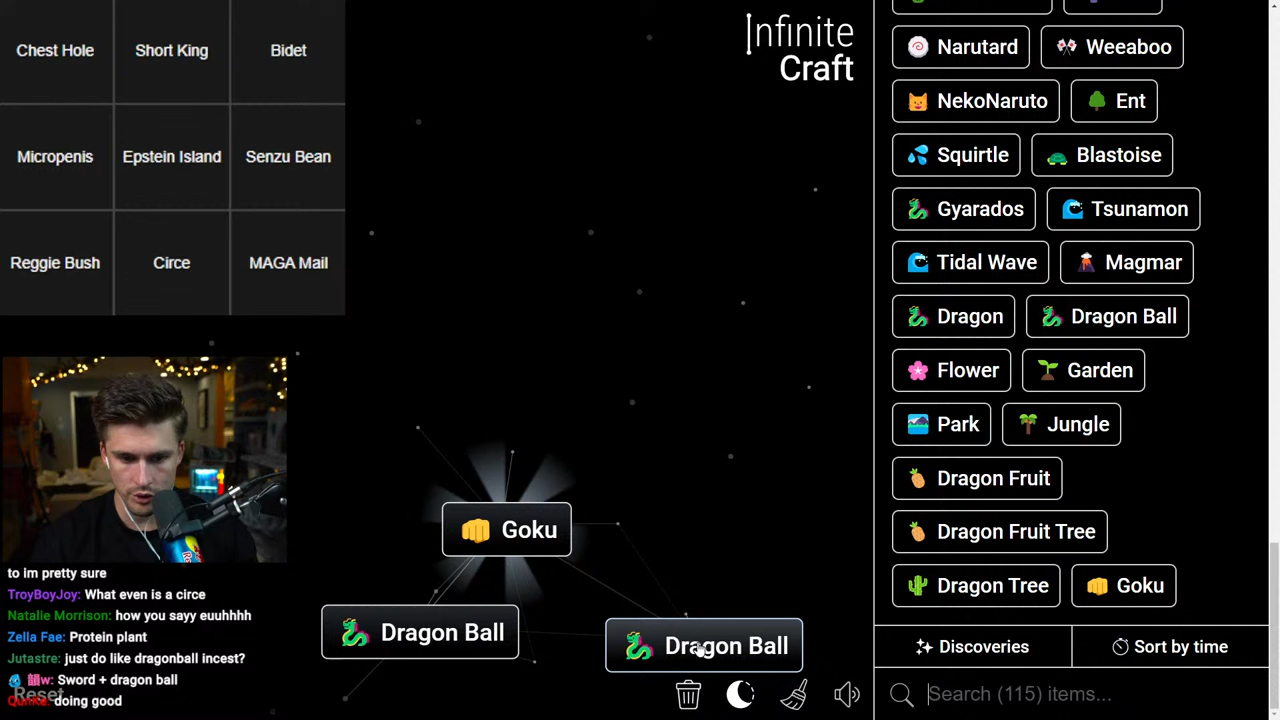 Chest Hole Short King Bidet
Micropenis Epstein Island Senzu Bean
Reggie Bush Circe MAGA Mail
Infinite
Craft
Narutard Weeaboo
NekoNaruto Ent
Squirtle Blastoise
Gyarados Tsunamon
Tidal Wave Magmar
Dragon Dragon Ball
Flower Garden
Park Jungle
Dragon Fruit
Dragon Fruit Tree
Dragon Tree Goku
Goku
Dragon Ball
Dragon Ball
to im pretty sure
TroyBoyJoy: What even is a circe
Natalie Morrison: how you sayy euuhhhh
Zella Fae: Protein plant
Jutastre: just do like dragonball incest?
韻w: Sword + dragon ball
Reset
doing good
Discoveries Sort by time
Search (115) items...